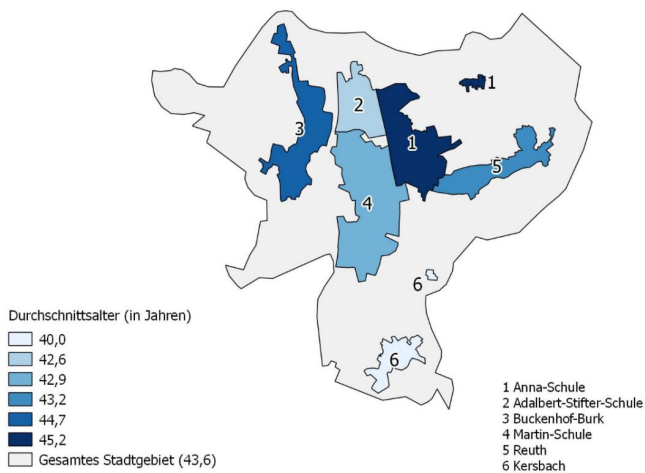 1
2
3
1
5
4
6
6
Durchschnittsalter (in Jahren)
40,0
42,6
42,9
43,2
44,7
45,2
Gesamtes Stadtgebiet (43,6)
1 Anna-Schule
2 Adalbert-Stifter-Schule
3 Buckenhof-Burk
4 Martin-Schule
5 Reuth
6 Kersbach